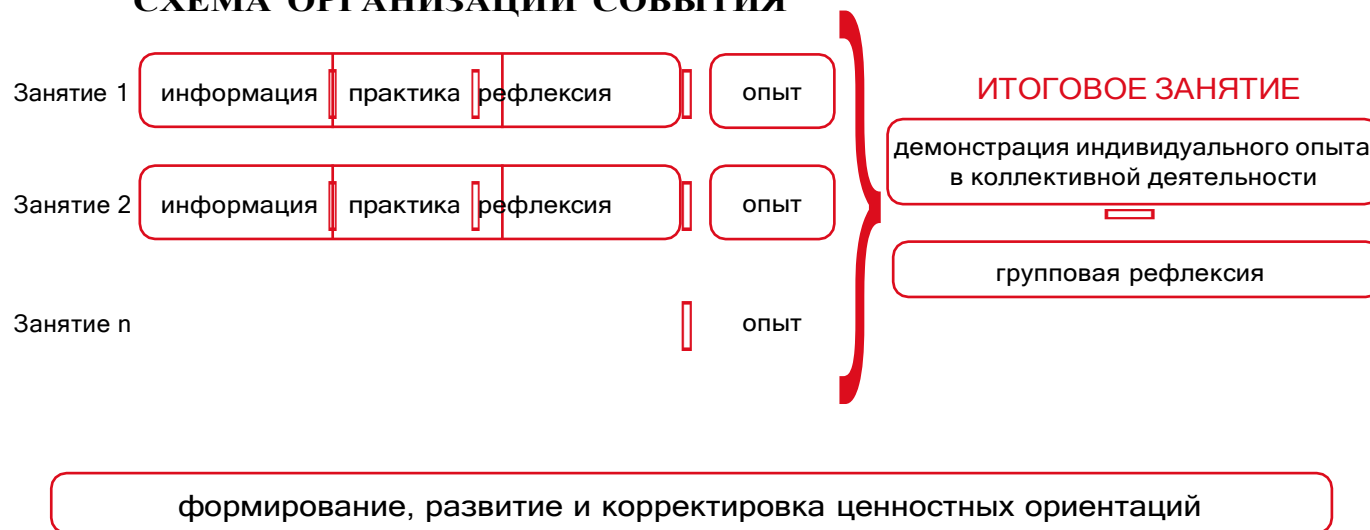 СХЕМА ОРГАНИЗАЦИИ СОБЫТИЯ
Занятие 1 информация практика рефлексия опыт
Занятие 2 информация практика рефлексия опыт
Занятие n опыт
ИТОГОВОЕ ЗАНЯТИЕ
демонстрация индивидуального опыта
в коллективной деятельности
групповая рефлексия
формирование, развитие и корректировка ценностных ориентаций